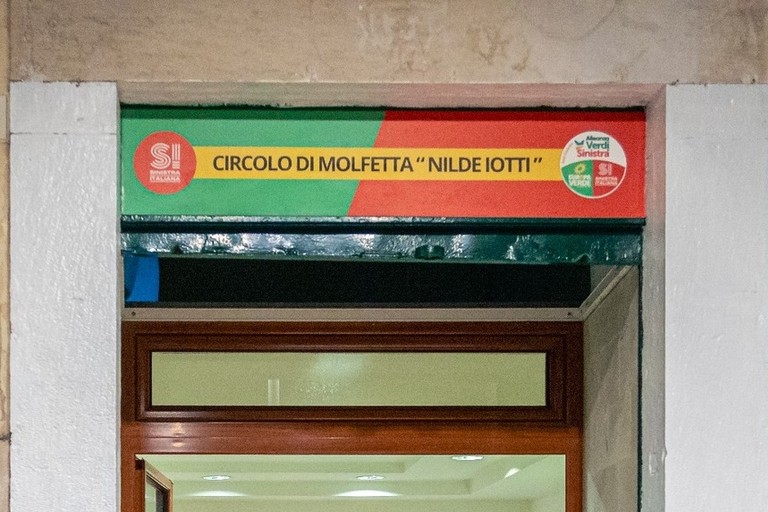 SI
SINISTRA
ITALIANA
CIRCOLO DI MOLFETTA “ NILDE IOTTI ”
Alleanza
Verdi
Sinistra
EUROPA
VERDE
SI
SINISTRA
ITALIANA